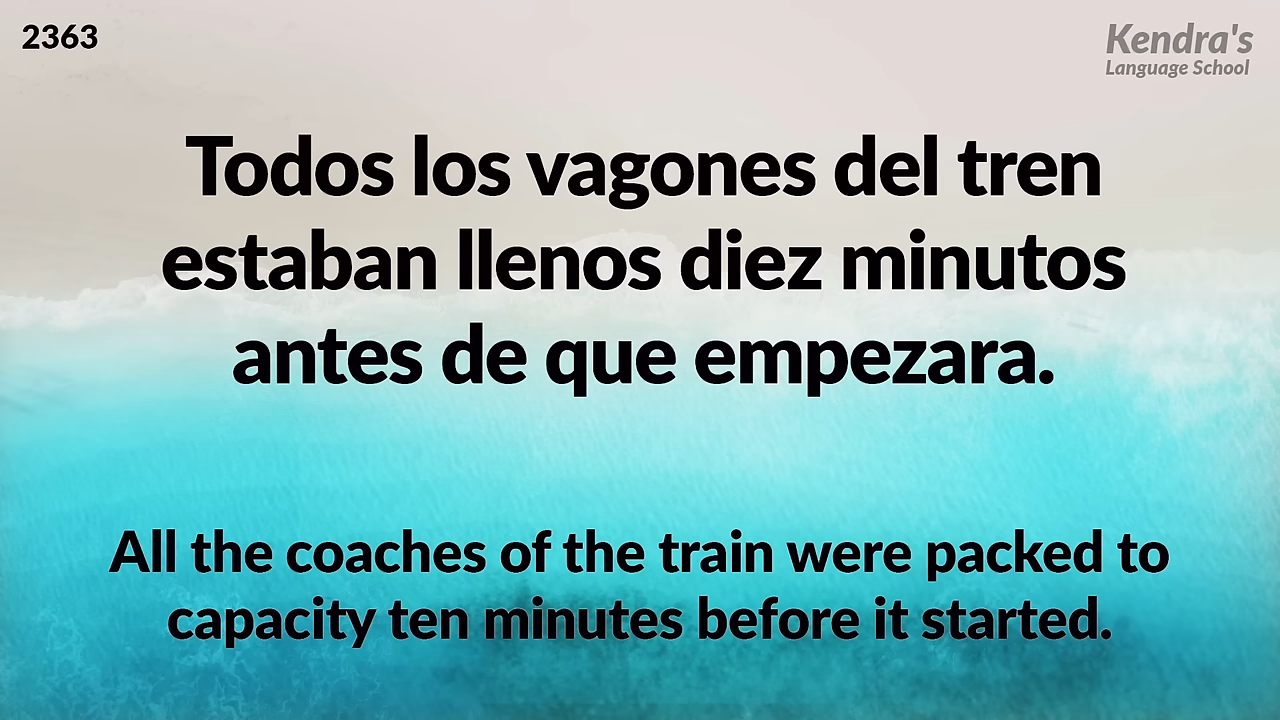 2363
Kendra's
Language School
Todos los vagones del tren
estaban llenos diez minutos
antes de que empezara.
All the coaches of the train were packed to
capacity ten minutes before it started.